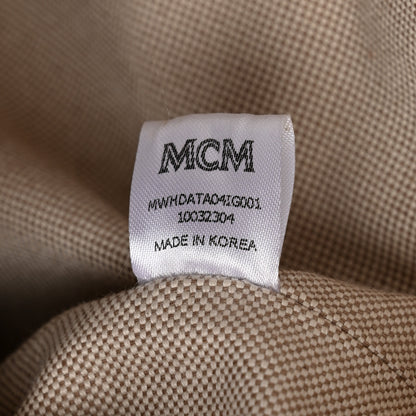 MCM
MWHDATA04IG001
10032304
MADE IN KOREA